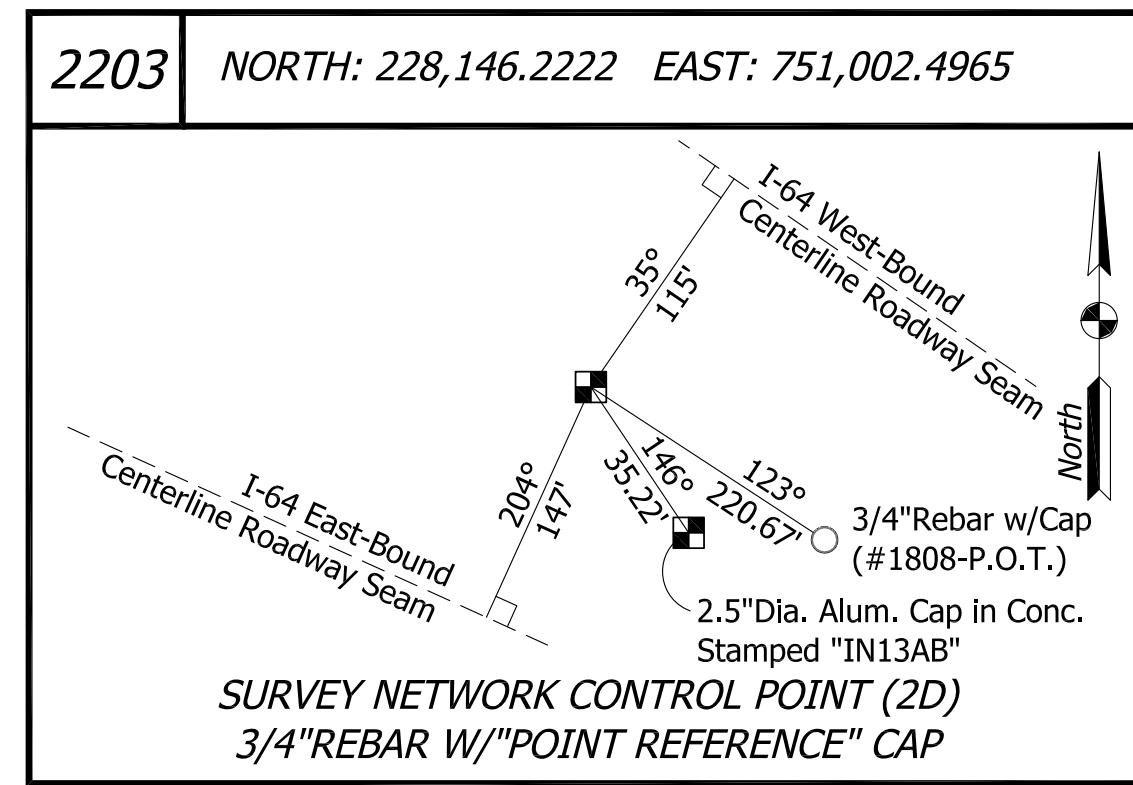 2203
NORTH: 228,146.2222 EAST: 751,002.4965
I-64 West-Bound
Centerline Roadway Seam
35°
115'
North
I-64 East-Bound
Centerline Roadway Seam
204°
147'
146°
35.22'
123°
220.67'
3/4"Rebar w/Cap
(#1808-P.O.T.)
2.5"Dia. Alum. Cap in Conc.
Stamped "IN13AB"
SURVEY NETWORK CONTROL POINT (2D)
3/4"REBAR W/"POINT REFERENCE" CAP